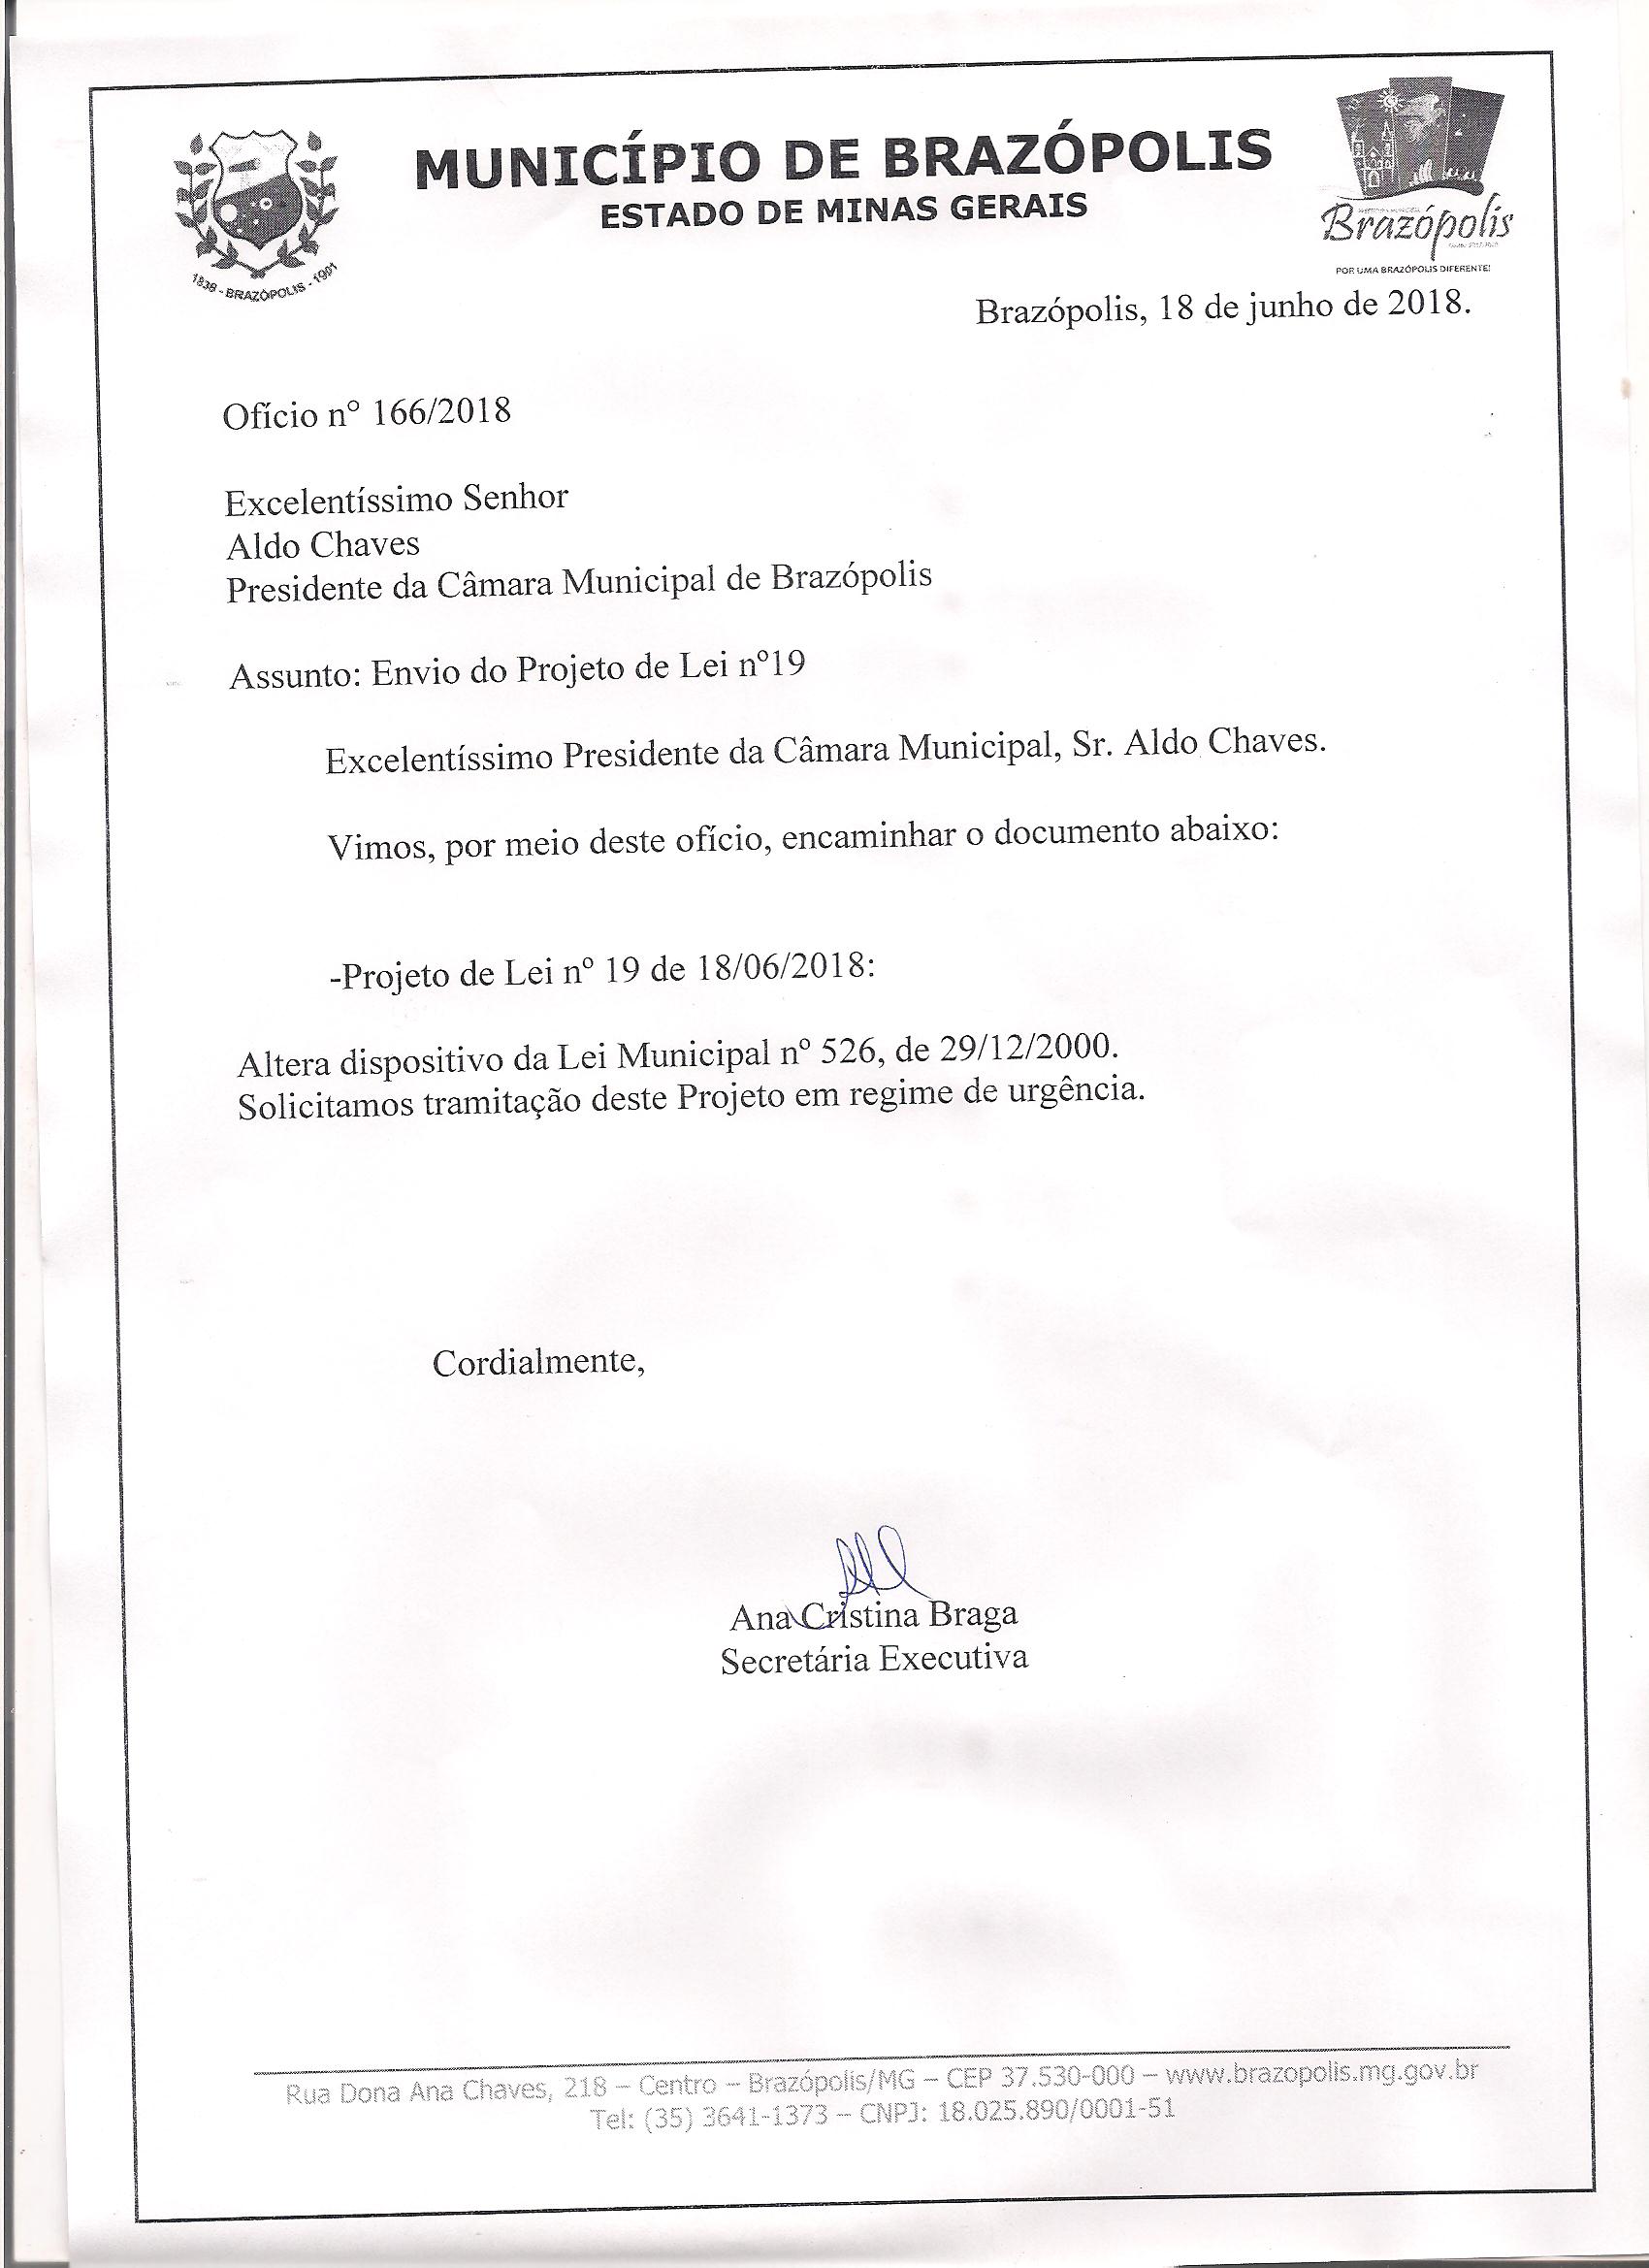 MUNICÍPIO DE BRAZÓPOLIS
ESTADO DE MINAS GERAIS
1838 - BRAZÓPOLIS - 1901
Brazópolis
POR UMA BRAZÓPOLIS DIFERENTE!
Brazópolis, 18 de junho de 2018.
Ofício n° 166/2018
Excelentíssimo Senhor
Aldo Chaves
Presidente da Câmara Municipal de Brazópolis
Assunto: Envio do Projeto de Lei nº19
Excelentíssimo Presidente da Câmara Municipal, Sr. Aldo Chaves.
Vimos, por meio deste ofício, encaminhar o documento abaixo:
-Projeto de Lei nº 19 de 18/06/2018:
Altera dispositivo da Lei Municipal nº 526, de 29/12/2000.
Solicitamos tramitação deste Projeto em regime de urgência.
Cordialmente,
Ana Cristina Braga
Secretária Executiva
Rua Dona Ana Chaves, 218 – Centro – Brazópolis/MG – CEP 37.530-000 – www.brazopolis.mg.gov.br
Tel: (35) 3641-1373 – CNPJ: 18.025.890/0001-51